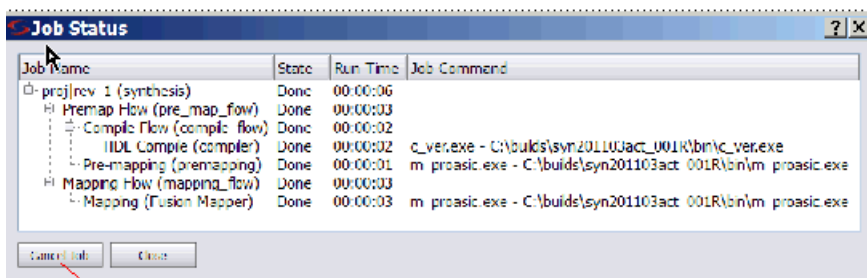 Job Status
Job Name State Run Time Job Command
proj|rev_1 (synthesis) Done 00:00:06
Premap Flow (pre_map_flow) Done 00:00:03
Compile Flow (compile_flow) Done 00:00:02
HDL Compile (compiler) Done 00:00:02 c_ver.exe - C:\builds\syn201103act_001R\bin\c_ver.exe
Pre-mapping (premapping) Done 00:00:01 m_proasic.exe - C:\builds\syn201103act_001R\bin\m_proasic.exe
Mapping Flow (mapping_flow) Done 00:00:03
Mapping (Fusion Mapper) Done 00:00:03 m_proasic.exe - C:\builds\syn201103act_001R\bin\m_proasic.exe
Cancel Job Close